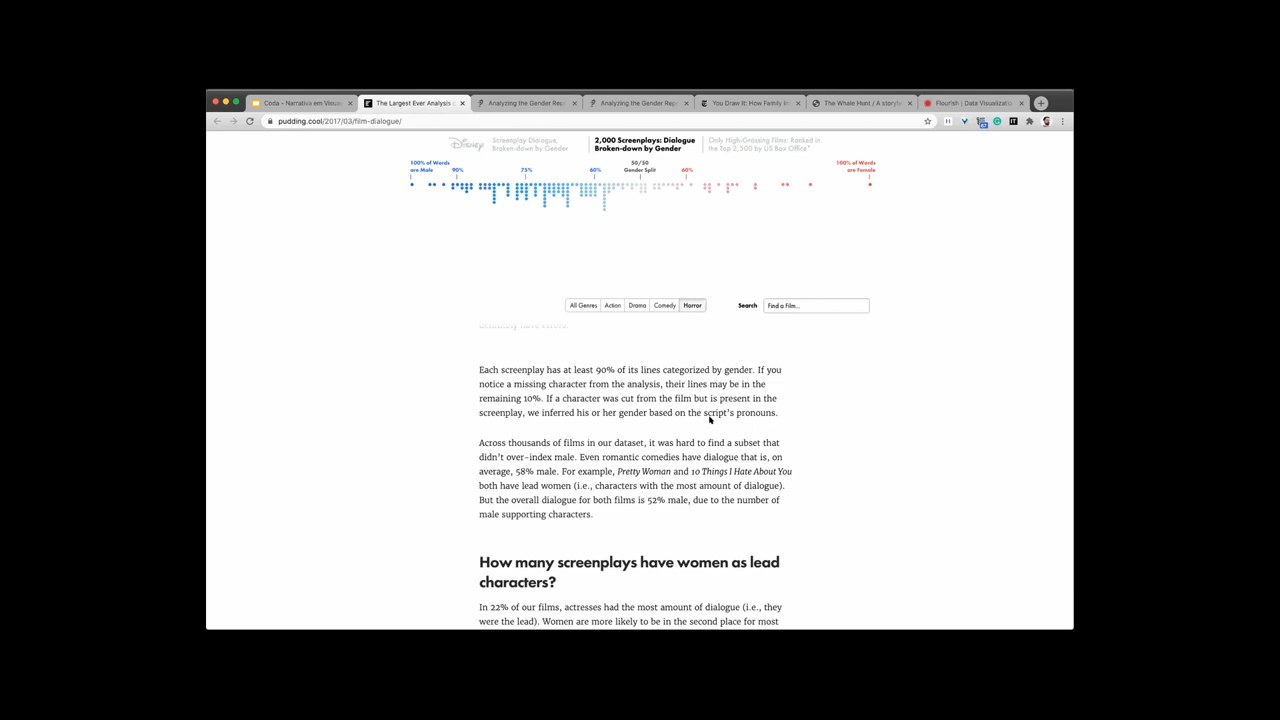 Coda - Narrativa em Visua
The Largest Ever Analysis o
Analyzing the Gender Repr
Analyzing the Gender Repr
You Draw It: How Family In
The Whale Hunt / A storyte
Flourish | Data Visualizatio
pudding.cool/2017/03/film-dialogue/
Disney
Screenplay Dialogue,
Broken-down by Gender
2,000 Screenplays: Dialogue
Broken-down by Gender
Only High-Grossing Films: Ranked in
the Top 2,500 by US Box Office*
100% of Words
are Male
90%
75%
60%
50/50
Gender Split
60%
100% of Words
are Female
All Genres Action Drama Comedy Horror
Search Find a Film...
definitely have errors.
Each screenplay has at least 90% of its lines categorized by gender. If you
notice a missing character from the analysis, their lines may be in the
remaining 10%. If a character was cut from the film but is present in the
screenplay, we inferred his or her gender based on the script's pronouns.
Across thousands of films in our dataset, it was hard to find a subset that
didn't over-index male. Even romantic comedies have dialogue that is, on
average, 58% male. For example, Pretty Woman and 10 Things I Hate About You
both have lead women (i.e., characters with the most amount of dialogue).
But the overall dialogue for both films is 52% male, due to the number of
male supporting characters.
How many screenplays have women as lead
characters?
In 22% of our films, actresses had the most amount of dialogue (i.e., they
were the lead). Women are more likely to be in the second place for most